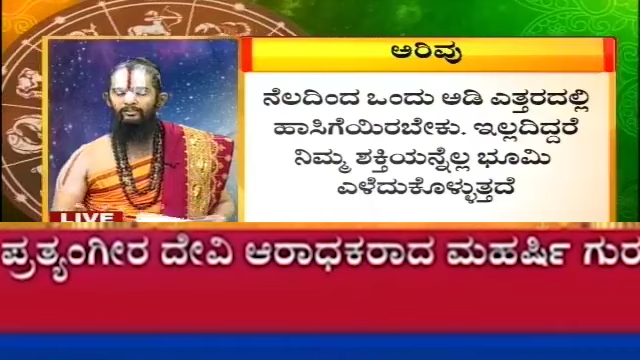 ಅರಿವು
ನೆಲದಿಂದ ಒಂದು ಅಡಿ ಎತ್ತರದಲ್ಲಿ
ಹಾಸಿಗೆಯಿರಬೇಕು. ಇಲ್ಲದಿದ್ದರೆ
ನಿಮ್ಮ ಶಕ್ತಿಯನ್ನೆಲ್ಲ ಭೂಮಿ
ಎಳೆದುಕೊಳ್ಳುತ್ತದೆ
LIVE
ಪ್ರತ್ಯಂಗೀರ ದೇವಿ ಆರಾಧಕರಾದ ಮಹರ್ಷಿ ಗುರ